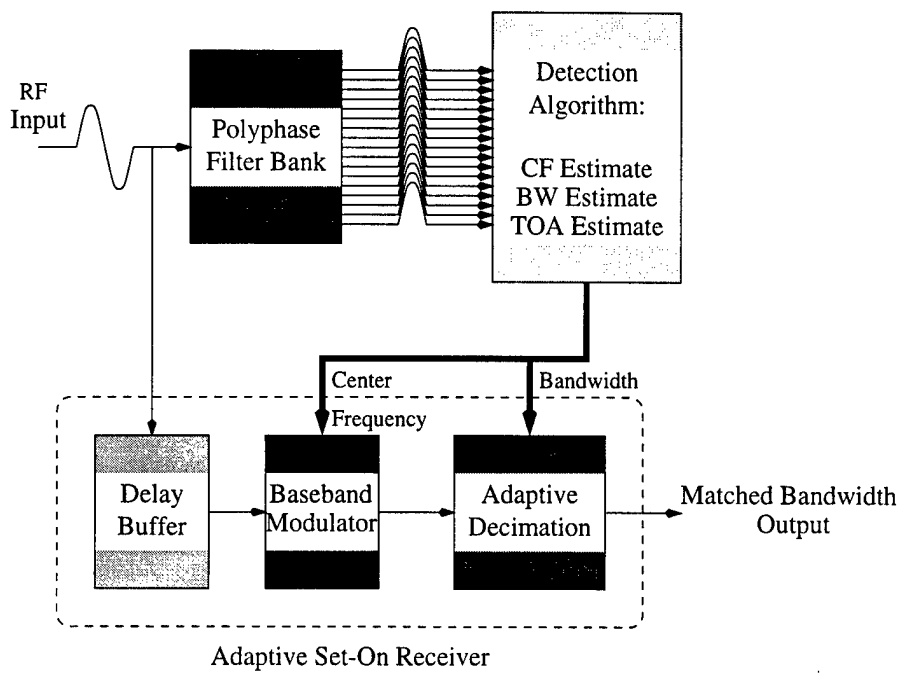 RF
Input
Polyphase
Filter Bank
Detection
Algorithm:
CF Estimate
BW Estimate
TOA Estimate
Center
Frequency
Bandwidth
Delay
Buffer
Baseband
Modulator
Adaptive
Decimation
Matched Bandwidth
Output
Adaptive Set-On Receiver